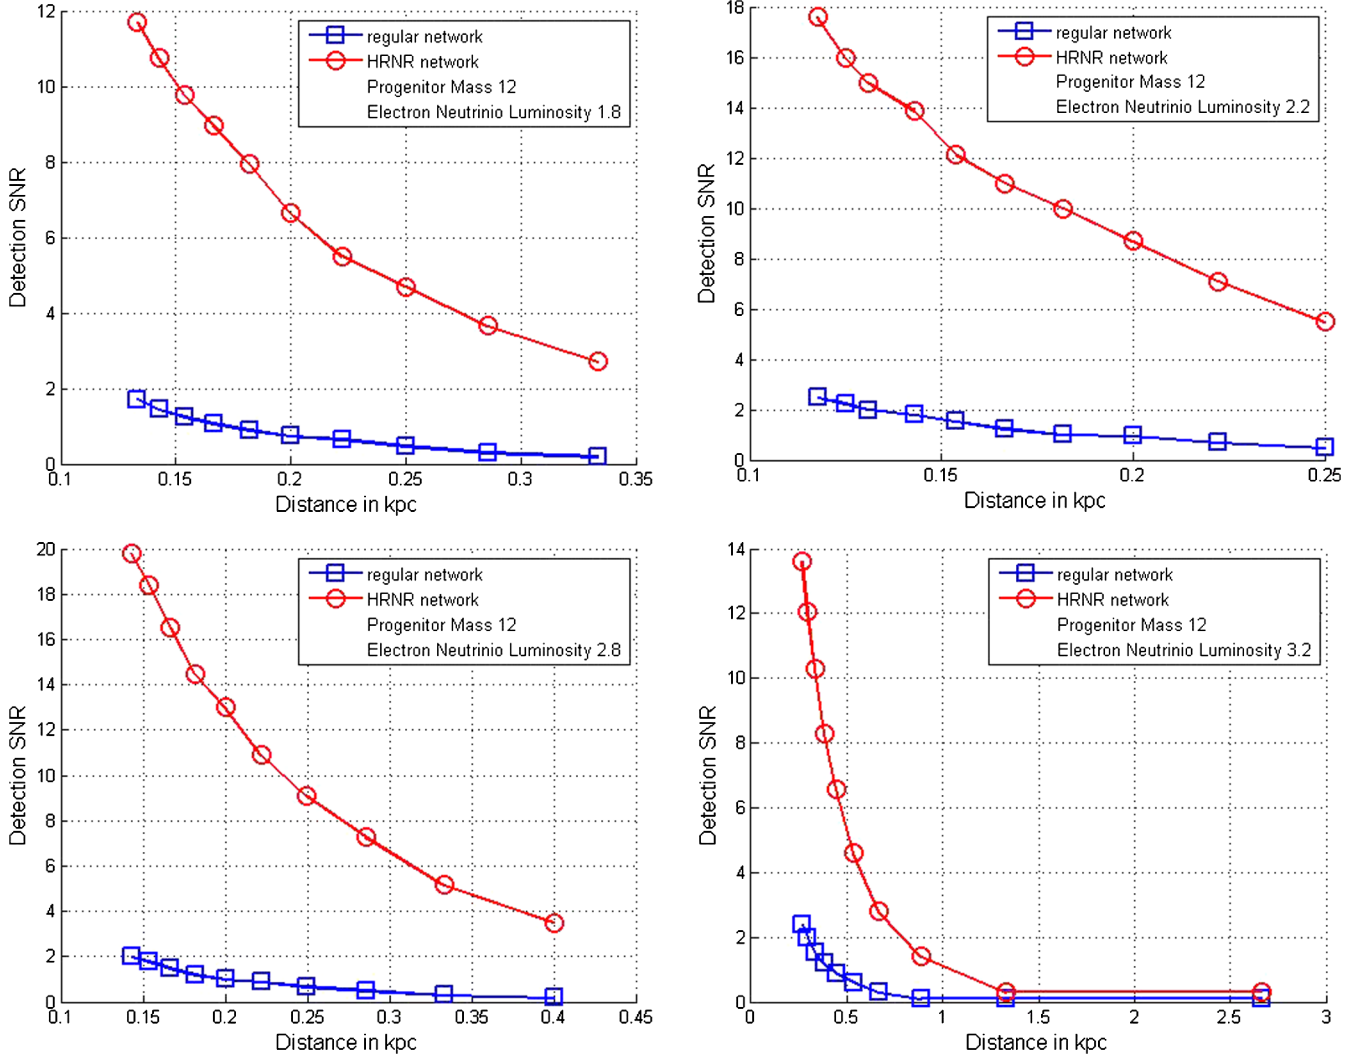 12
10
8
6
4
2
0
Detection SNR
regular network
HRNR network
Progenitor Mass 12
Electron Neutrinio Luminosity 1.8
0.1 0.15 0.2 0.25 0.3 0.35
Distance in kpc
18
16
14
12
10
8
6
4
2
0
Detection SNR
regular network
HRNR network
Progenitor Mass 12
Electron Neutrinio Luminosity 2.2
0.1 0.15 0.2 0.25
Distance in kpc
20
18
16
14
12
10
8
6
4
2
0
Detection SNR
regular network
HRNR network
Progenitor Mass 12
Electron Neutrinio Luminosity 2.8
0.1 0.15 0.2 0.25 0.3 0.35 0.4 0.45
Distance in kpc
14
12
10
8
6
4
2
0
Detection SNR
regular network
HRNR network
Progenitor Mass 12
Electron Neutrinio Luminosity 3.2
0 0.5 1 1.5 2 2.5 3
Distance in kpc